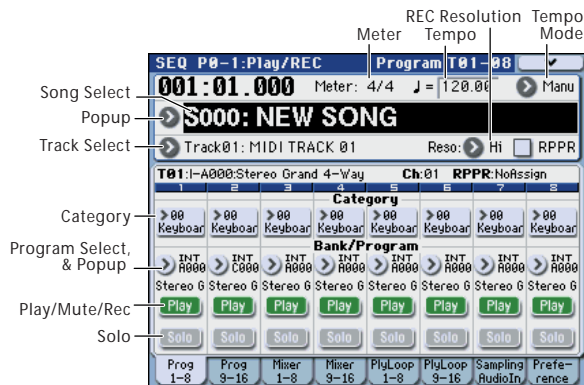 REC Resolution Tempo
Meter Tempo Mode
SEQ P0-1:Play/REC Program T01-08
001:01.000 Meter: 4/4 ♩= 120.00 Manu
Song Select
S000: NEW SONG
Popup
Track Select
Track01: MIDI TRACK 01 Reso: Hi RPPR
T01:I-A000:Stereo Grand 4-Way Ch:01 RPPR:NoAssign
1 2 3 4 5 6 7 8
Category
Category
>00 >00 >00 >00 >00 >00 >00 >00
Keyboar Keyboar Keyboar Keyboar Keyboar Keyboar Keyboar Keyboar
Bank/Program
Program Select,
& Popup
INT INT INT INT INT INT INT INT
A000 C000 A000 A000 A000 A000 A000 A000
Stereo G Stereo G Stereo G Stereo G Stereo G Stereo G Stereo G Stereo G
Play/Mute/Rec
Play Play Play Play Play Play Play Play
Solo
Solo Solo Solo Solo Solo Solo Solo Solo
Prog Prog Mixer Mixer PlyLoop PlyLoop Sampling Prefe-
1-8 9-16 1-8 9-16 1-8 9-16 AudioIn rence